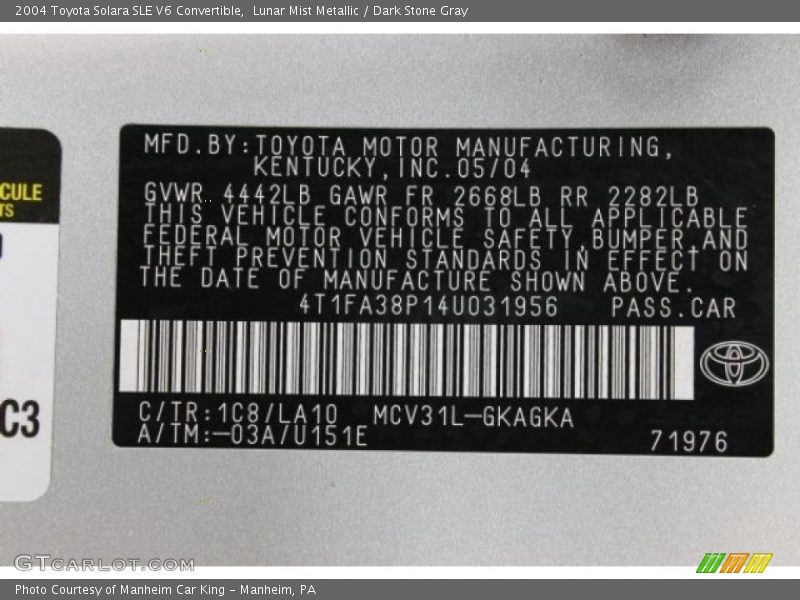 2004 Toyota Solara SLE V6 Convertible,  Lunar Mist Metallic / Dark Stone Gray
MFD.BY:TOYOTA MOTOR MANUFACTURING,
KENTUCKY,INC.05/04
GVWR 4442LB GAWR FR 2668LB RR 2282LB
THIS VEHICLE CONFORMS TO ALL APPLICABLE
FEDERAL MOTOR VEHICLE SAFETY,BUMPER,AND
THEFT PREVENTION STANDARDS IN EFFECT ON
THE DATE OF MANUFACTURE SHOWN ABOVE.
4T1FA38P14U031956 PASS.CAR
C/TR:1C8/LA10 MCV31L-GKAGKA
A/TM:-03A/U151E
71976
CULE
TS
C3
GTCARLOT.COM
Photo Courtesy of Manheim Car King - Manheim, PA